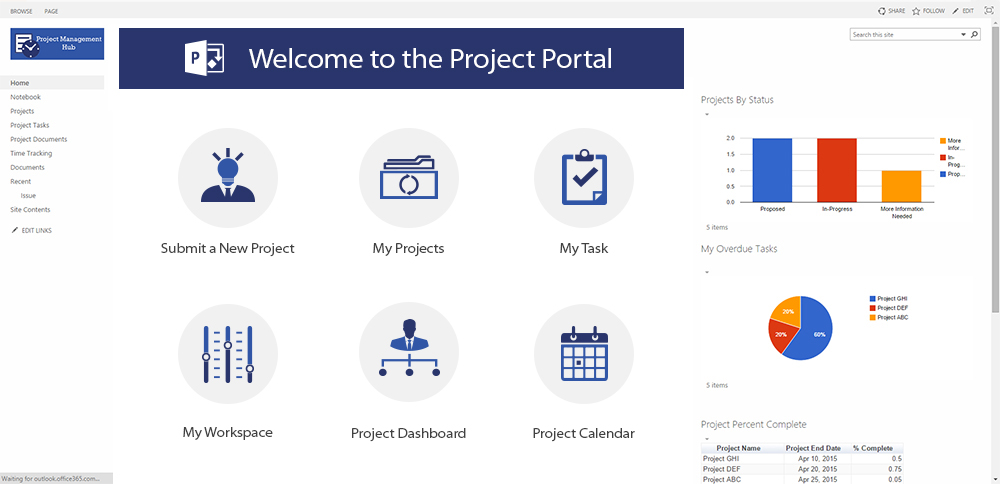 BROWSE PAGE
SHARE FOLLOW EDIT
Project Management
Hub
P
Welcome to the Project Portal
Search this site
Home
Notebook
Projects
Project Tasks
Project Documents
Time Tracking
Documents
Recent
Issue
Site Contents
EDIT LINKS
Submit a New Project
My Projects
My Task
My Workspace
Project Dashboard
Project Calendar
Projects By Status
2.0
1.5
1.0
0.5
0.0
Proposed
In-Progress
More Information
Needed
More
Infor...
In-
Prog...
Prop...
5 items
My Overdue Tasks
20%
20%
60%
Project GHI
Project DEF
Project ABC
5 items
Project Percent Complete
Project Name Project End Date % Complete
Project GHI Apr 10, 2015 0.5
Project DEF Apr 20, 2015 0.75
Project ABC Apr 25, 2015 0.05
Waiting for outlook.office365.com...